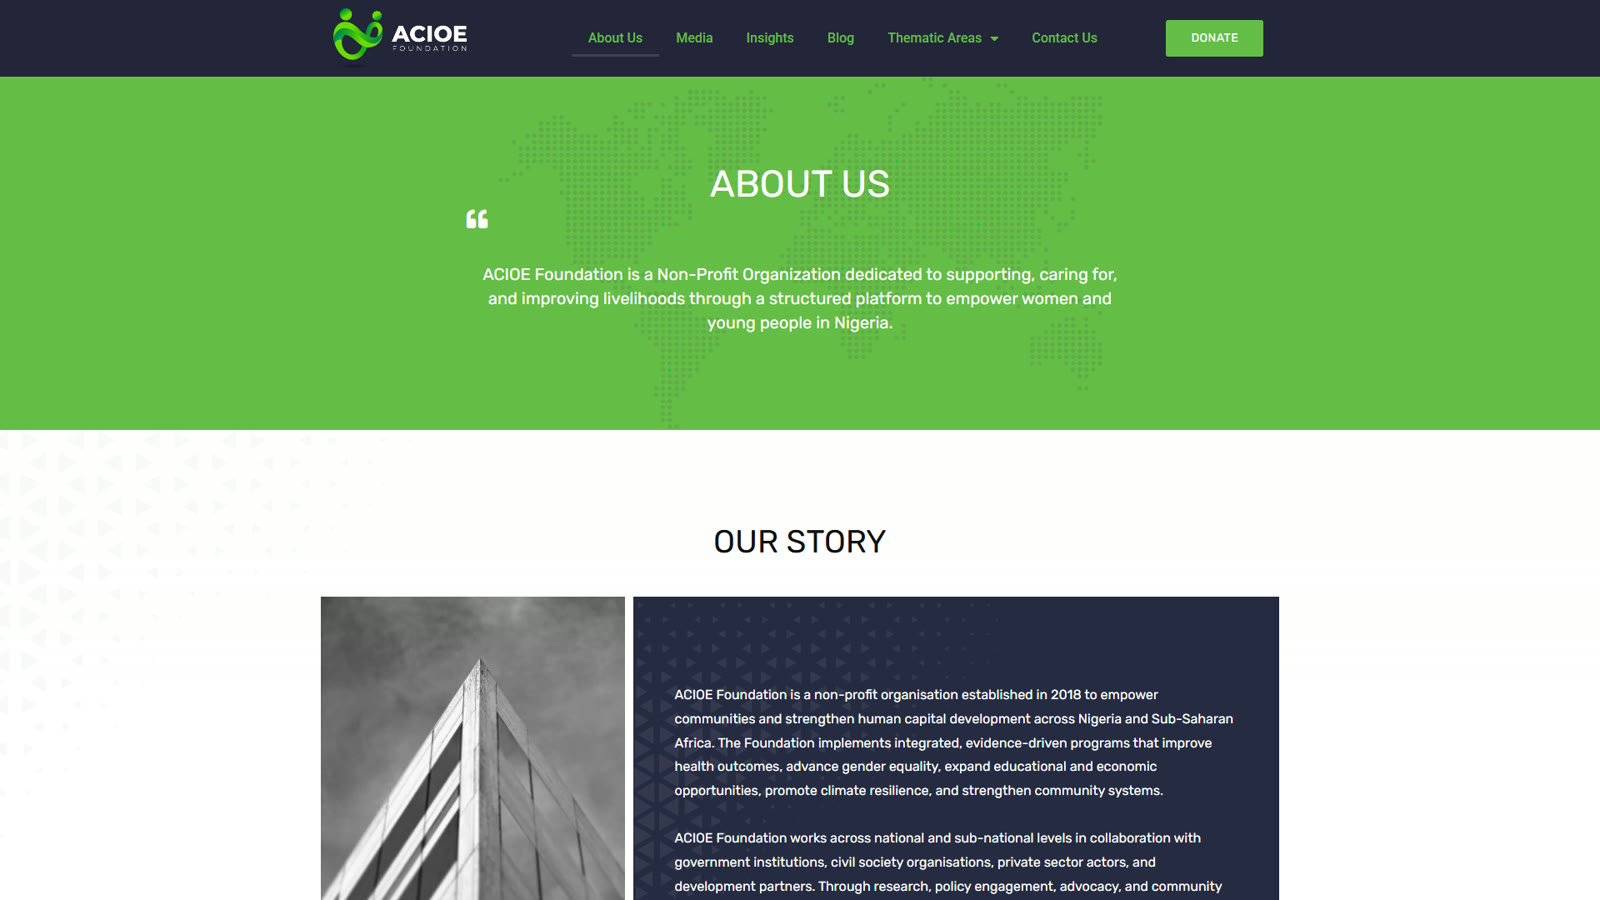 ACIOE
FOUNDATION
About Us
Media
Insights
Blog
Thematic Areas
Contact Us
DONATE
ABOUT US
“
ACIOE Foundation is a Non-Profit Organization dedicated to supporting, caring for,
and improving livelihoods through a structured platform to empower women and
young people in Nigeria.
OUR STORY
ACIOE Foundation is a non-profit organisation established in 2018 to empower
communities and strengthen human capital development across Nigeria and Sub-Saharan
Africa. The Foundation implements integrated, evidence-driven programs that improve
health outcomes, advance gender equality, expand educational and economic
opportunities, promote climate resilience, and strengthen community systems.
ACIOE Foundation works across national and sub-national levels in collaboration with
government institutions, civil society organisations, private sector actors, and
development partners. Through research, policy engagement, advocacy, and community